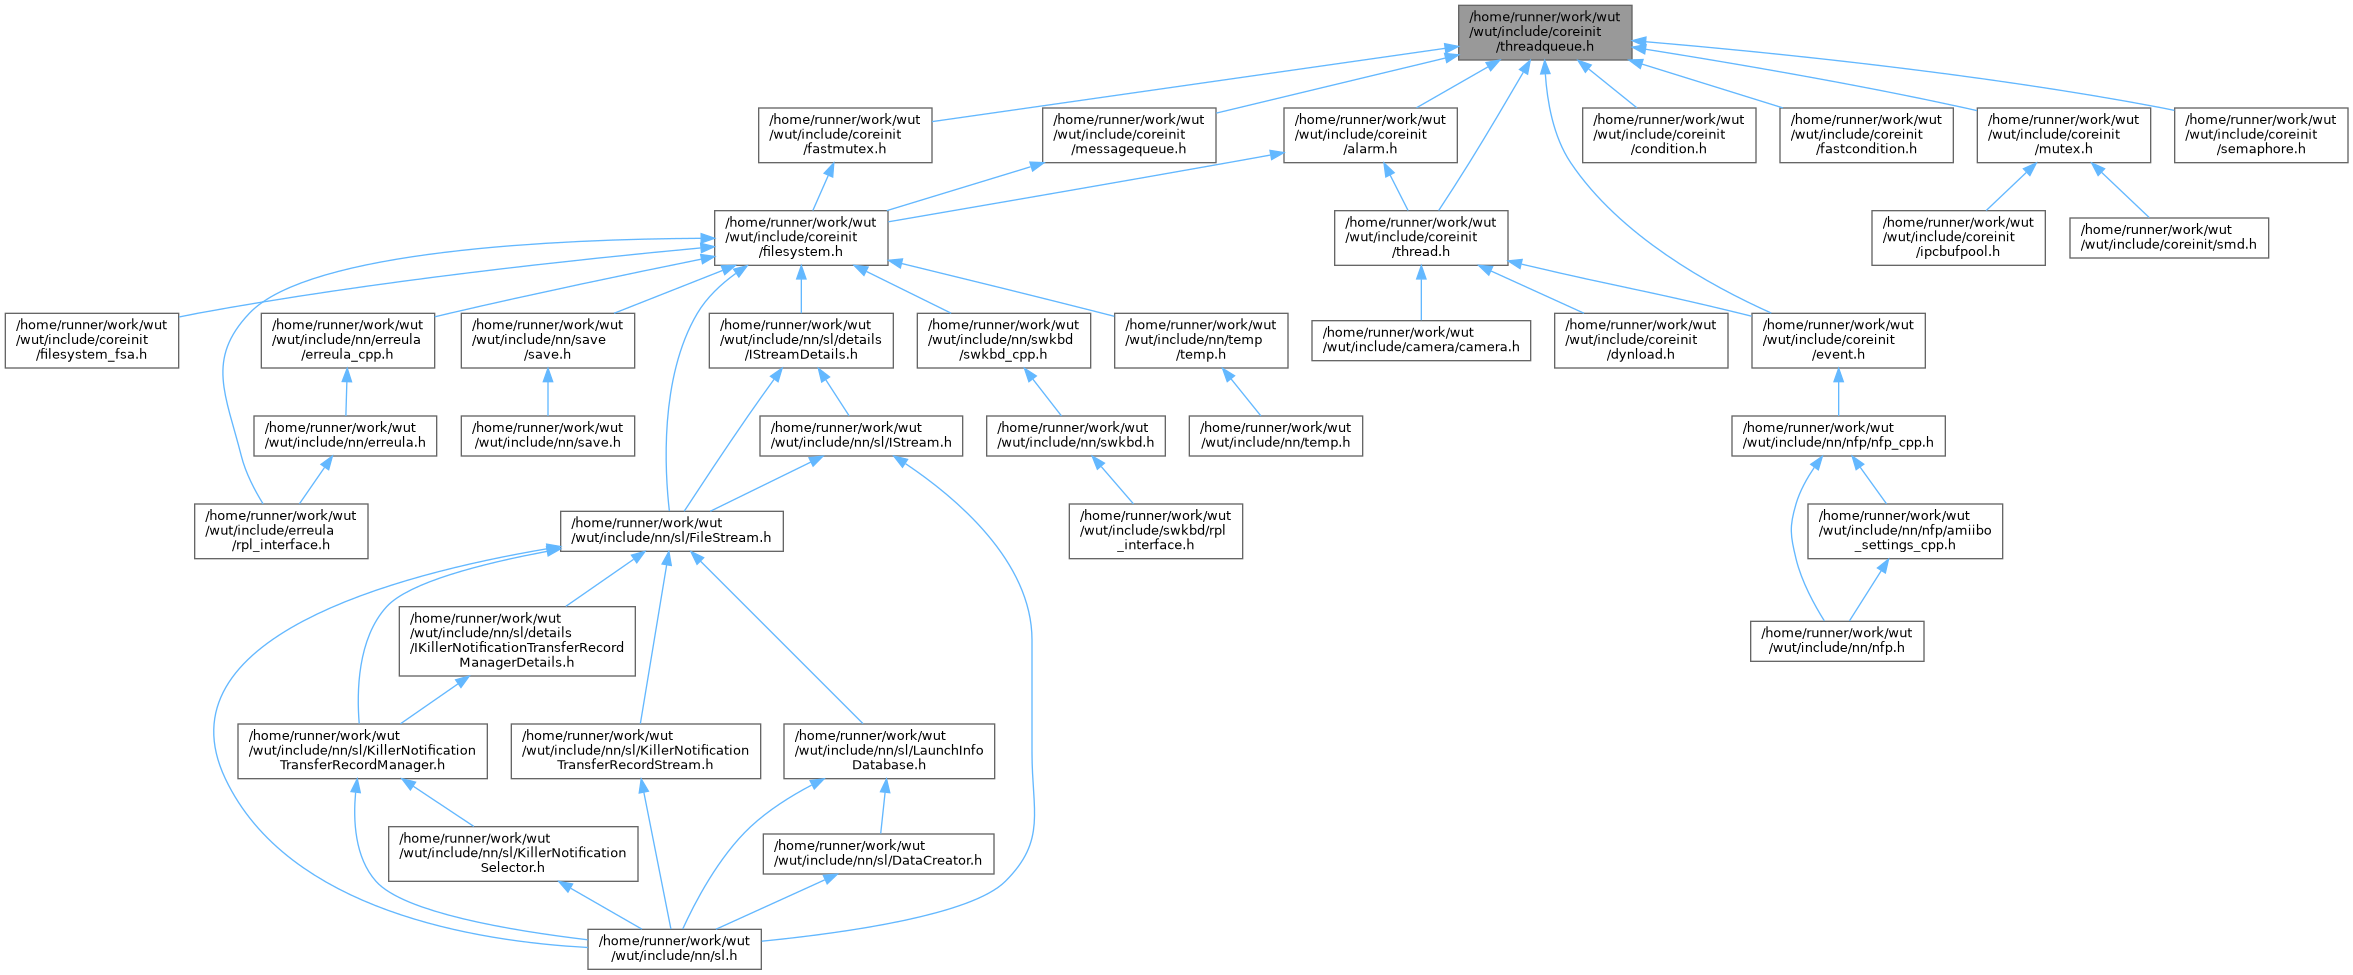 /home/runner/work/wut
/wut/include/coreinit
/threadqueue.h
/home/runner/work/wut
/wut/include/coreinit
/fastmutex.h
/home/runner/work/wut
/wut/include/coreinit
/messagequeue.h
/home/runner/work/wut
/wut/include/coreinit
/alarm.h
/home/runner/work/wut
/wut/include/coreinit
/condition.h
/home/runner/work/wut
/wut/include/coreinit
/fastcondition.h
/home/runner/work/wut
/wut/include/coreinit
/mutex.h
/home/runner/work/wut
/wut/include/coreinit
/semaphore.h
/home/runner/work/wut
/wut/include/coreinit
/filesystem.h
/home/runner/work/wut
/wut/include/coreinit
/thread.h
/home/runner/work/wut
/wut/include/coreinit
/ipcbufpool.h
/home/runner/work/wut
/wut/include/coreinit/smd.h
/home/runner/work/wut
/wut/include/coreinit
/filesystem_fsa.h
/home/runner/work/wut
/wut/include/nn/erreula
/erreula_cpp.h
/home/runner/work/wut
/wut/include/nn/save
/save.h
/home/runner/work/wut
/wut/include/nn/sl/details
/IStreamDetails.h
/home/runner/work/wut
/wut/include/nn/swkbd
/swkbd_cpp.h
/home/runner/work/wut
/wut/include/nn/temp
/temp.h
/home/runner/work/wut
/wut/include/camera/camera.h
/home/runner/work/wut
/wut/include/coreinit
/dynload.h
/home/runner/work/wut
/wut/include/coreinit
/event.h
/home/runner/work/wut
/wut/include/nn/erreula.h
/home/runner/work/wut
/wut/include/nn/save.h
/home/runner/work/wut
/wut/include/nn/sl/IStream.h
/home/runner/work/wut
/wut/include/nn/swkbd.h
/home/runner/work/wut
/wut/include/nn/temp.h
/home/runner/work/wut
/wut/include/nn/nfp/nfp_cpp.h
/home/runner/work/wut
/wut/include/erreula
/rpl_interface.h
/home/runner/work/wut
/wut/include/nn/sl/FileStream.h
/home/runner/work/wut
/wut/include/swkbd/rpl
_interface.h
/home/runner/work/wut
/wut/include/nn/nfp/amiibo
_settings_cpp.h
/home/runner/work/wut
/wut/include/nn/sl/details
/IKillerNotificationTransferRecord
ManagerDetails.h
/home/runner/work/wut
/wut/include/nn/nfp.h
/home/runner/work/wut
/wut/include/nn/sl/KillerNotification
TransferRecordManager.h
/home/runner/work/wut
/wut/include/nn/sl/KillerNotification
TransferRecordStream.h
/home/runner/work/wut
/wut/include/nn/sl/LaunchInfo
Database.h
/home/runner/work/wut
/wut/include/nn/sl/KillerNotification
Selector.h
/home/runner/work/wut
/wut/include/nn/sl/DataCreator.h
/home/runner/work/wut
/wut/include/nn/sl.h